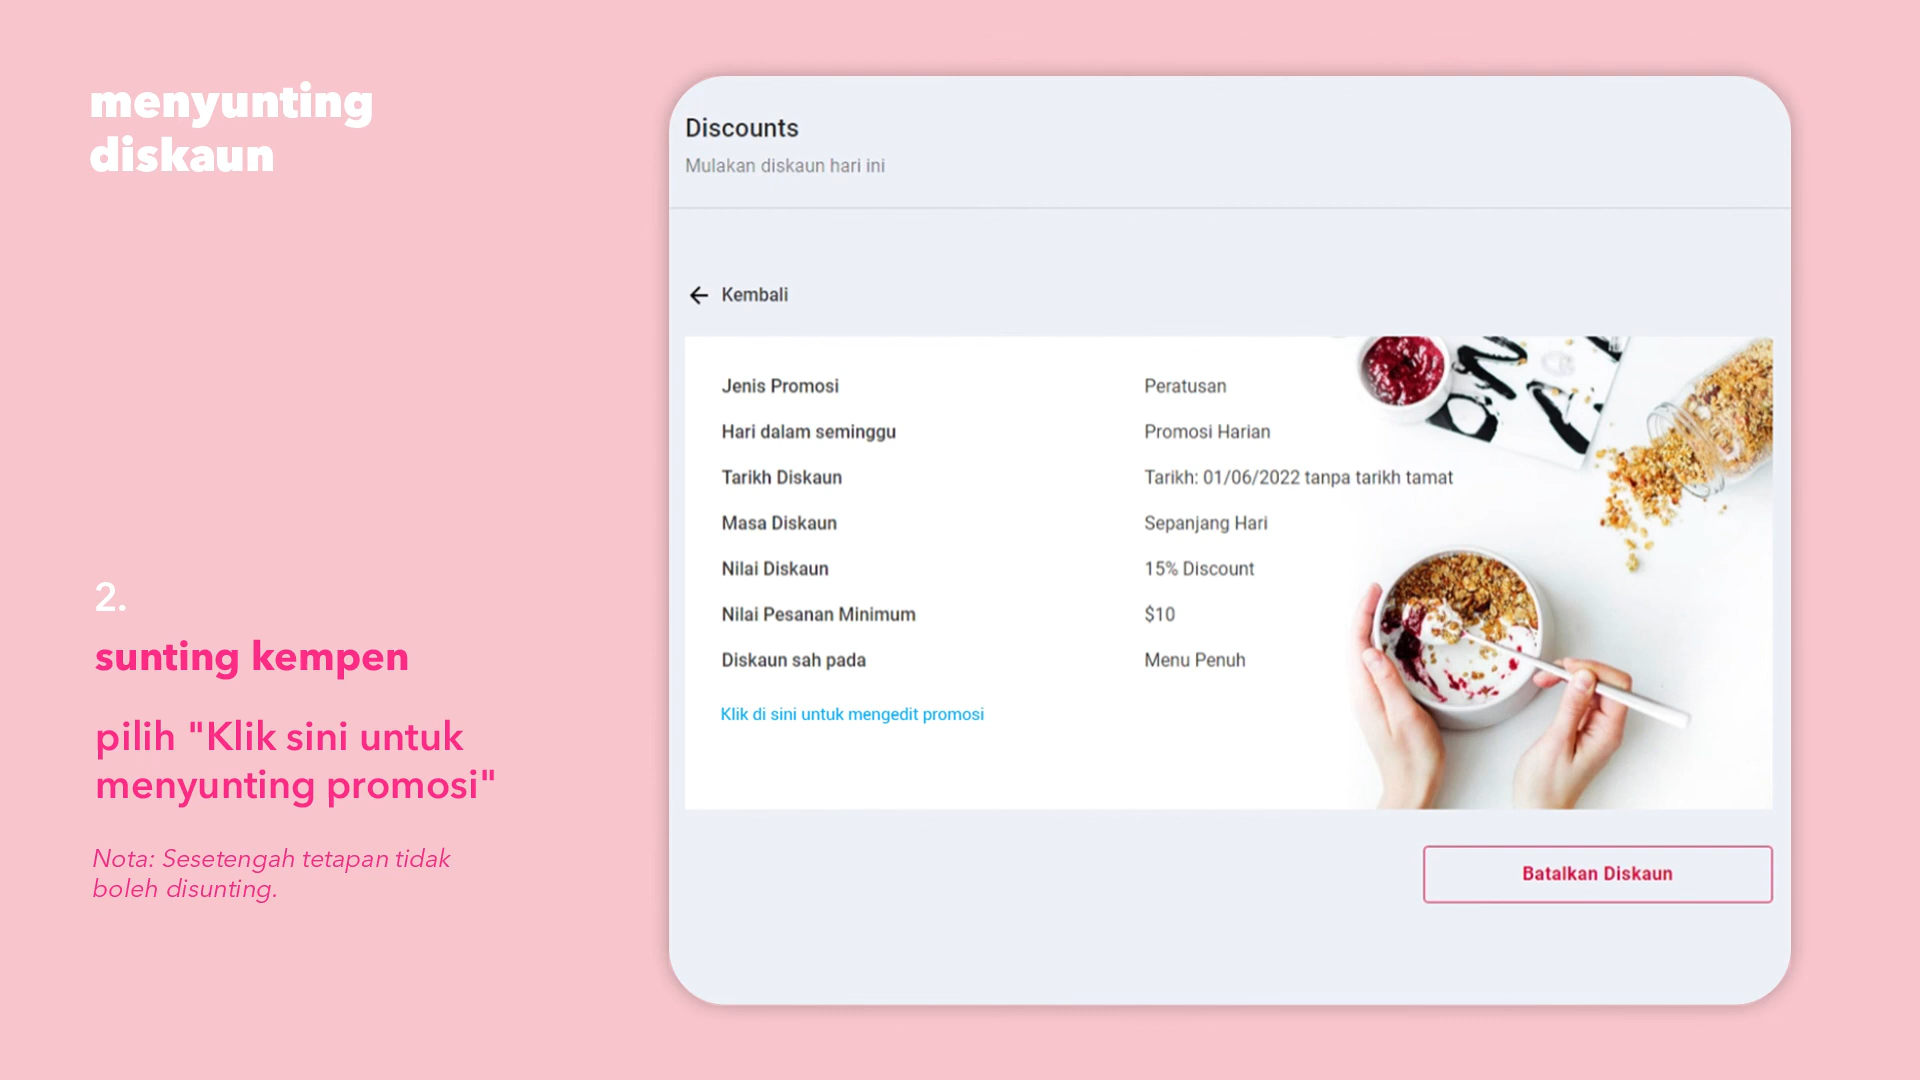 menyunting
diskaun
2.
sunting kempen
pilih "Klik sini untuk
menyunting promosi"
Nota: Sesetengah tetapan tidak
boleh disunting.
Discounts
Mulakan diskaun hari ini
Kembali
Jenis Promosi Peratusan
Hari dalam seminggu Promosi Harian
Tarikh Diskaun Tarikh: 01/06/2022 tanpa tarikh tamat
Masa Diskaun Sepanjang Hari
Nilai Diskaun 15% Discount
Nilai Pesanan Minimum $10
Diskaun sah pada Menu Penuh
Klik di sini untuk mengedit promosi
Batalkan Diskaun